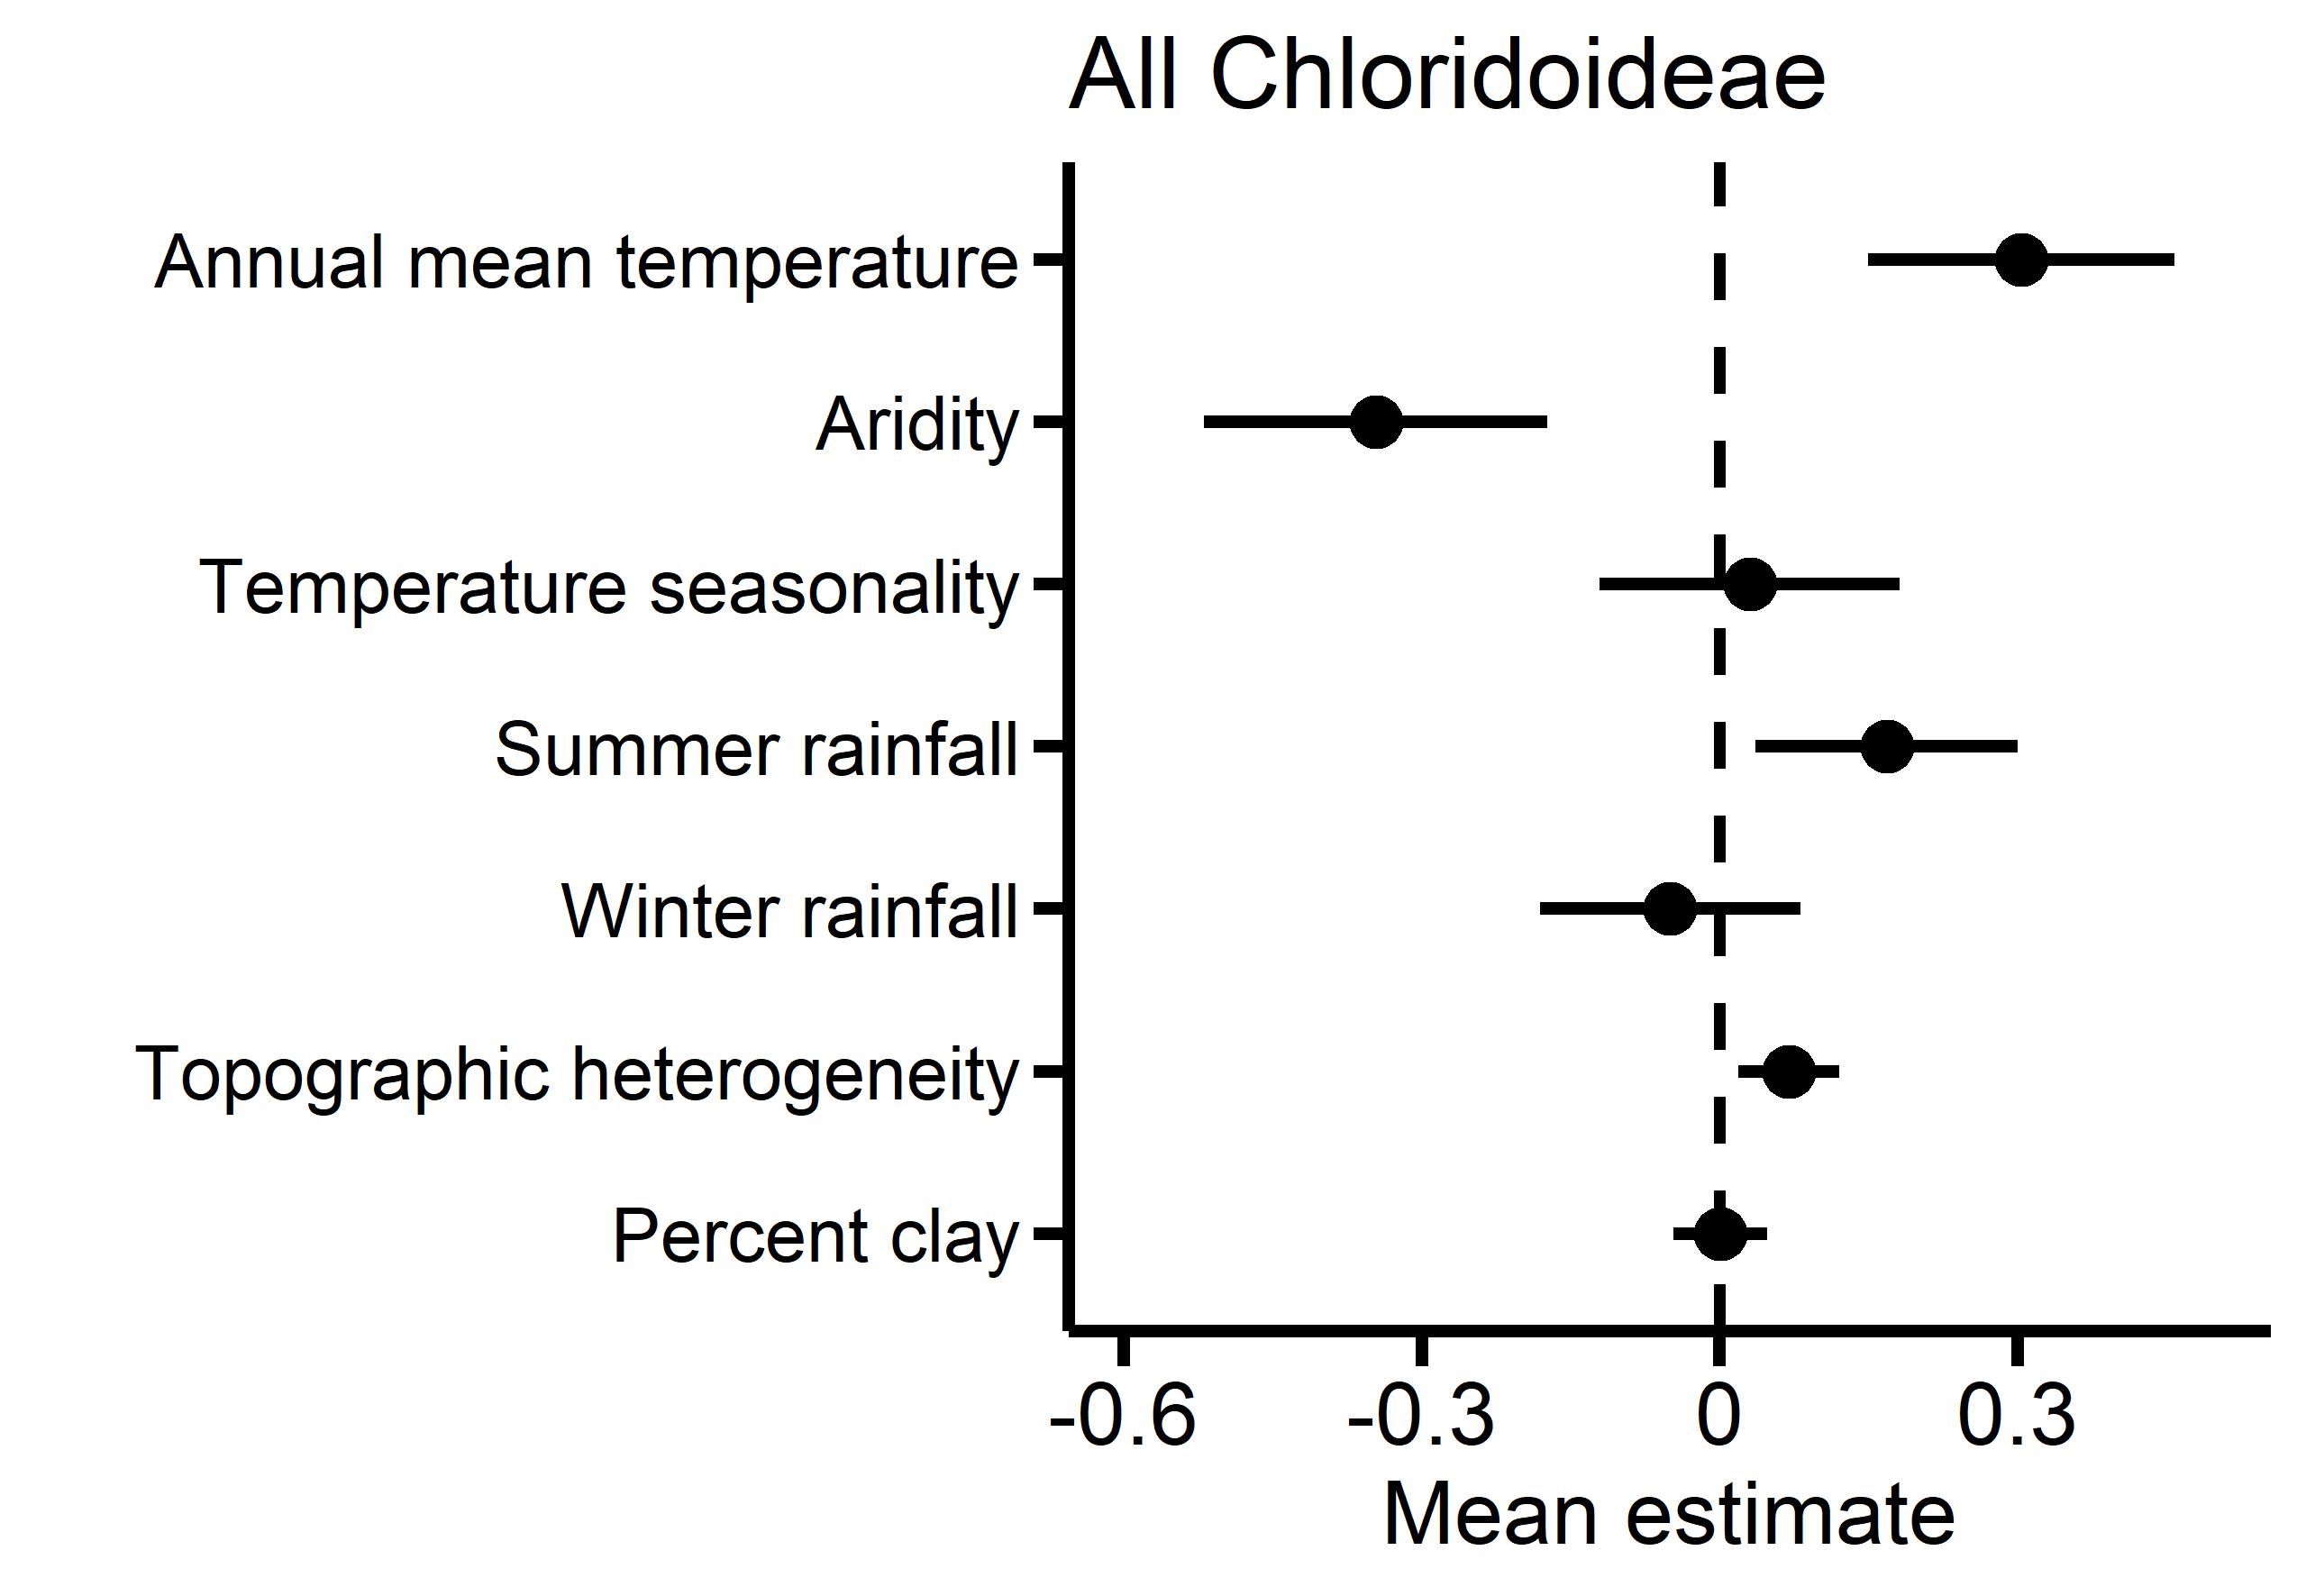 All Chloridoideae
Annual mean temperature
Aridity
Temperature seasonality
Summer rainfall
Winter rainfall
Topographic heterogeneity
Percent clay
-0.6 -0.3 0 0.3
Mean estimate